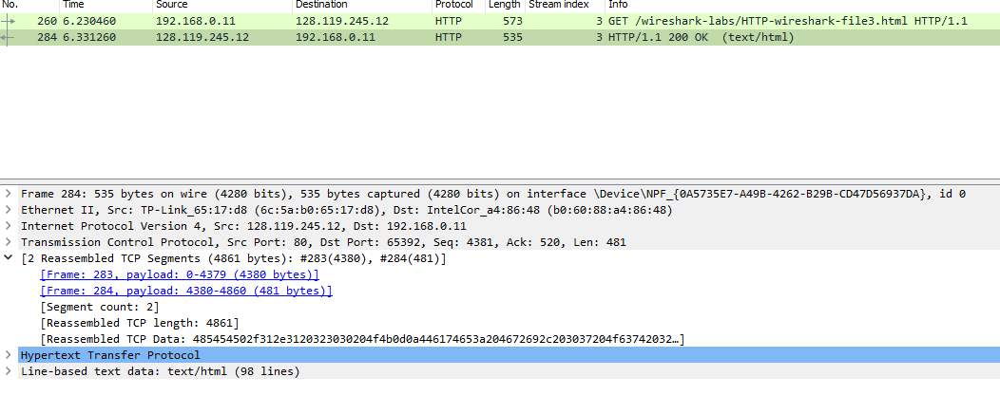 No. Time Source Destination Protocol Length Stream index Info
260 6.230460 192.168.0.11 128.119.245.12 HTTP 573 3 GET /wireshark-labs/HTTP-wireshark-file3.html HTTP/1.1
284 6.331260 128.119.245.12 192.168.0.11 HTTP 535 3 HTTP/1.1 200 OK (text/html)
Frame 284: 535 bytes on wire (4280 bits), 535 bytes captured (4280 bits) on interface \Device\NPF_{0A5735E7-A49B-4262-B29B-CD47D56937DA}, id 0
Ethernet II, Src: TP-Link_65:17:d8 (6c:5a:b0:65:17:d8), Dst: IntelCor_a4:86:48 (b0:60:88:a4:86:48)
Internet Protocol Version 4, Src: 128.119.245.12, Dst: 192.168.0.11
Transmission Control Protocol, Src Port: 80, Dst Port: 65392, Seq: 4381, Ack: 520, Len: 481
[2 Reassembled TCP Segments (4861 bytes): #283(4380), #284(481)]
[Frame: 283, payload: 0-4379 (4380 bytes)]
[Frame: 284, payload: 4380-4860 (481 bytes)]
[Segment count: 2]
[Reassembled TCP length: 4861]
[Reassembled TCP Data: 485454502f312e3120323030204f4b0d0a446174653a204672692c203037204f63742032…]
Hypertext Transfer Protocol
Line-based text data: text/html (98 lines)